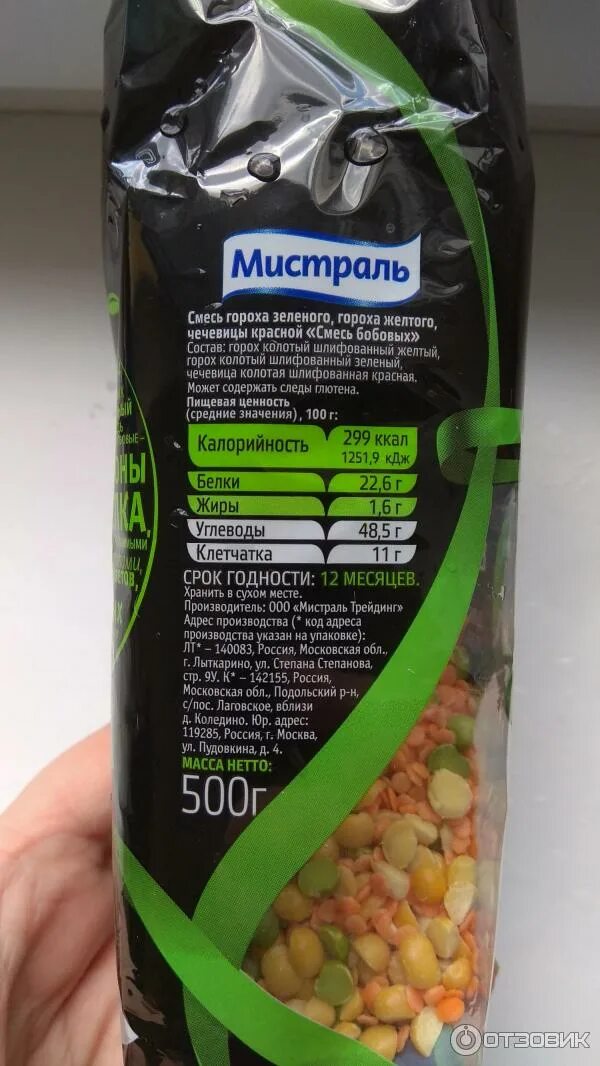 Мистраль
Смесь гороха зеленого, гороха желтого,
чечевицы красной «Смесь бобовых»
Состав: горох колотый шлифованный желтый,
горох колотый шлифованный зеленый,
чечевица колотая шлифованная красная.
Может содержать следы глютена.
Пищевая ценность
(средние значения), 100 г:
Калорийность 299 ккал
1251,9 кДж
Белки 22,6 г
Жиры 1,6 г
Углеводы 48,5 г
Клетчатка 11 г
СРОК ГОДНОСТИ: 12 МЕСЯЦЕВ.
Хранить в сухом месте.
Производитель: ООО «Мистраль Трейдинг»
Адрес производства (* код адреса
производства указан на упаковке):
ЛТ* – 140083, Россия, Московская обл.,
г. Лыткарино, ул. Степана Степанова,
стр. 9У. К* – 142155, Россия,
Московская обл., Подольский р-н,
с/пос. Лаговское, вблизи
д. Коледино. Юр. адрес:
119285, Россия, г. Москва,
ул. Пудовкина, д. 4.
МАССА НЕТТО:
500г
ОТЗОВИК